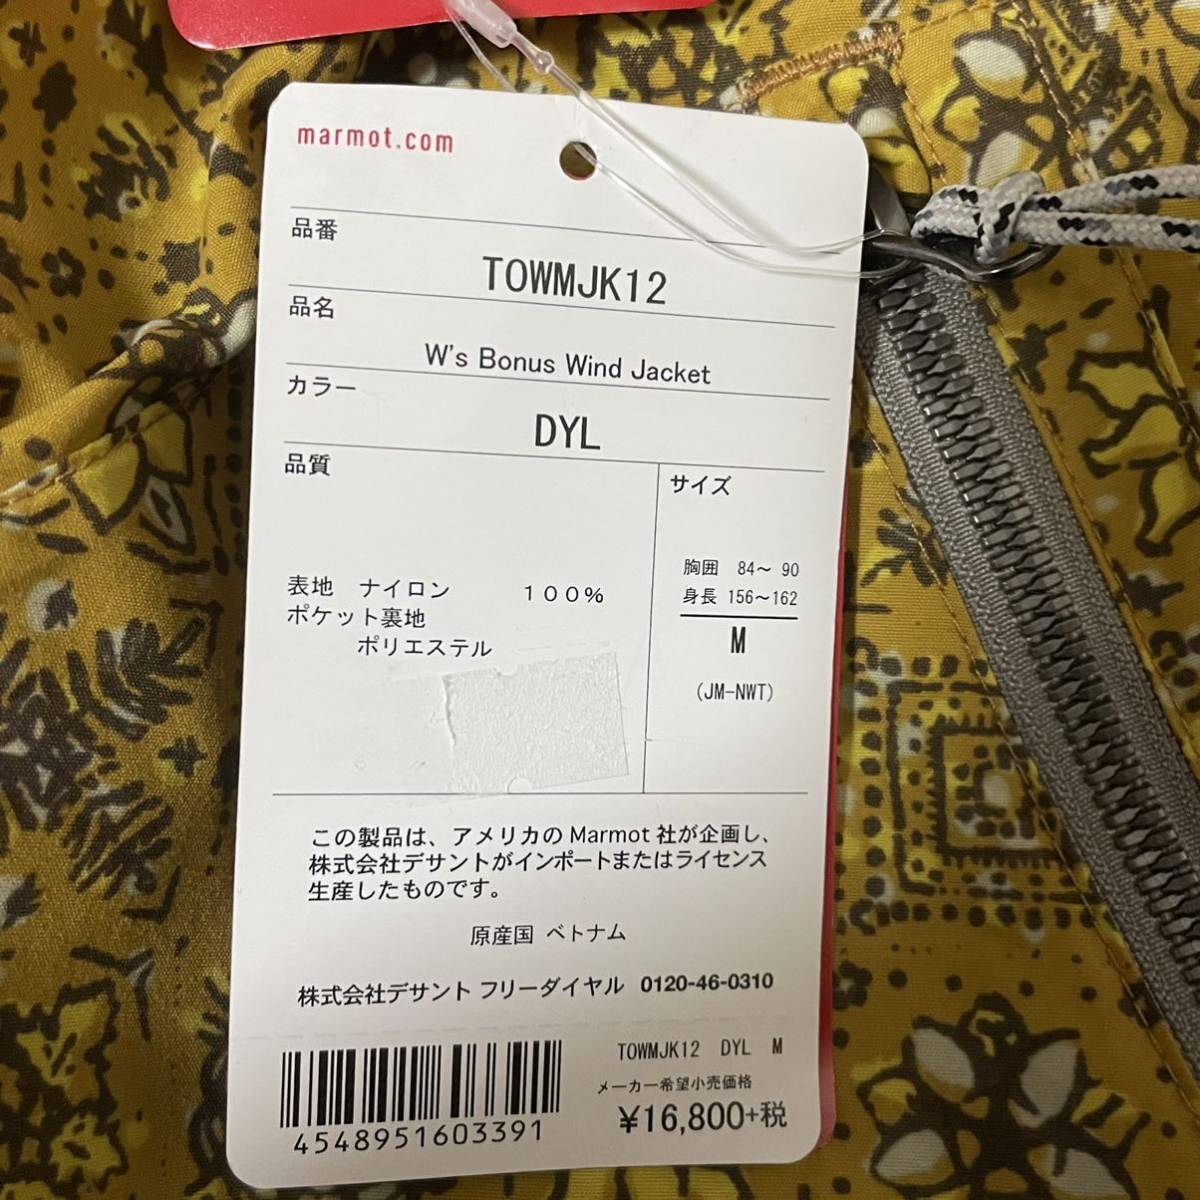 marmot.com
品番
TOWMJK12
品名
W's Bonus Wind Jacket
カラー
DYL
品質
表地 ナイロン 100%
ポケット裏地
ポリエステル
サイズ
胸囲 84～ 90
身長 156～162
M
(JM-NWT)
この製品は、アメリカの Marmot 社が企画し、
株式会社デサントがインポートまたはライセンス
生産したものです。
原産国 ベトナム
株式会社デサント フリーダイヤル 0120-46-0310
TOWMJK12 DYL M
メーカー希望小売価格
¥16,800+税
4548951603391